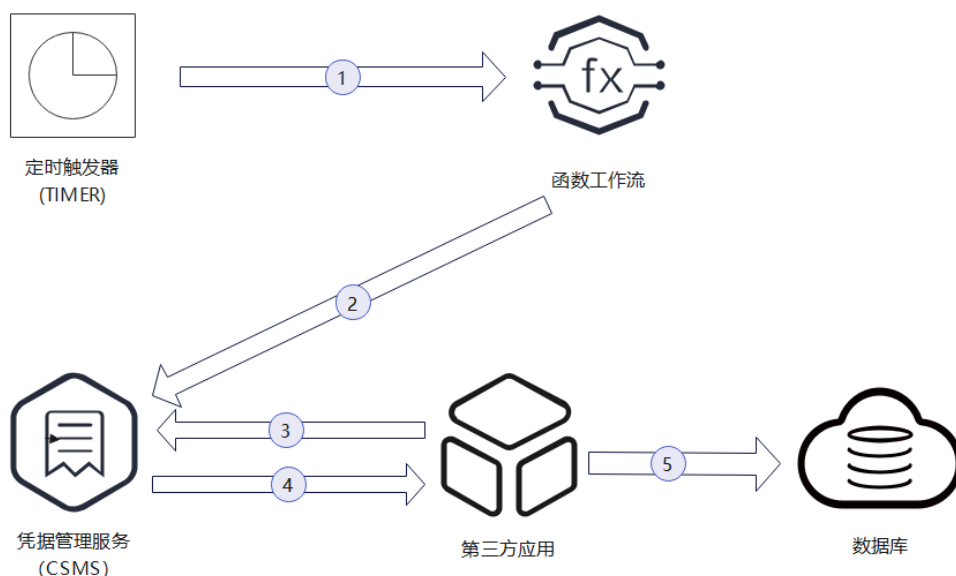 1
fx
定时触发器
(TIMER)
函数工作流
2
3
4
5
凭据管理服务
(CSMS)
第三方应用
数据库